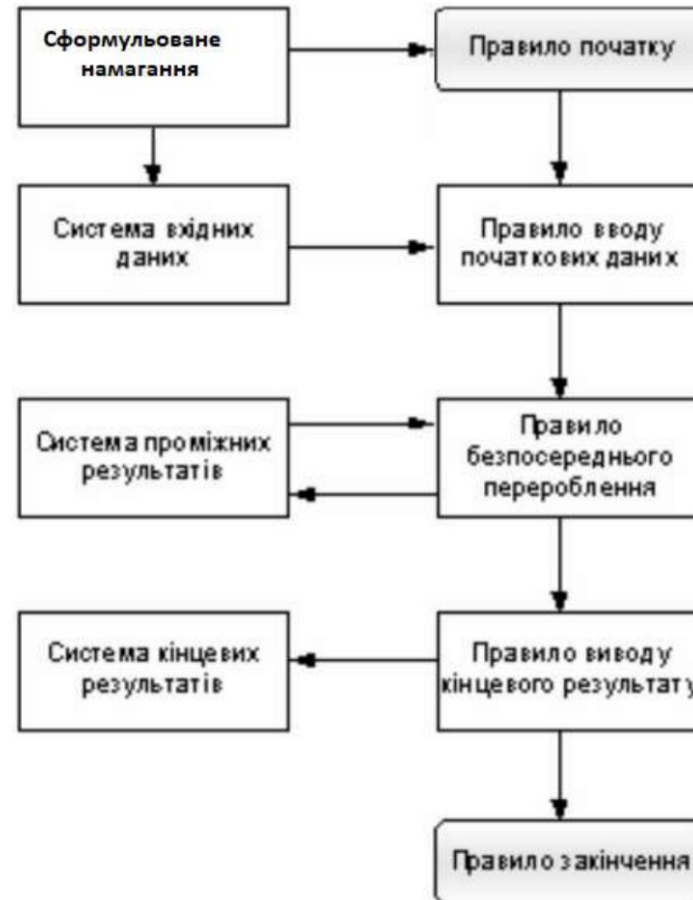 Сформульоване
намагання
Правило початку
Система вхідних
даних
Правило вводу
початкових даних
Система проміжних
результатів
Правило
безпосереднього
перероблення
Система кінцевих
результатів
Правило виводу
кінцевого результату
Правило закінчення